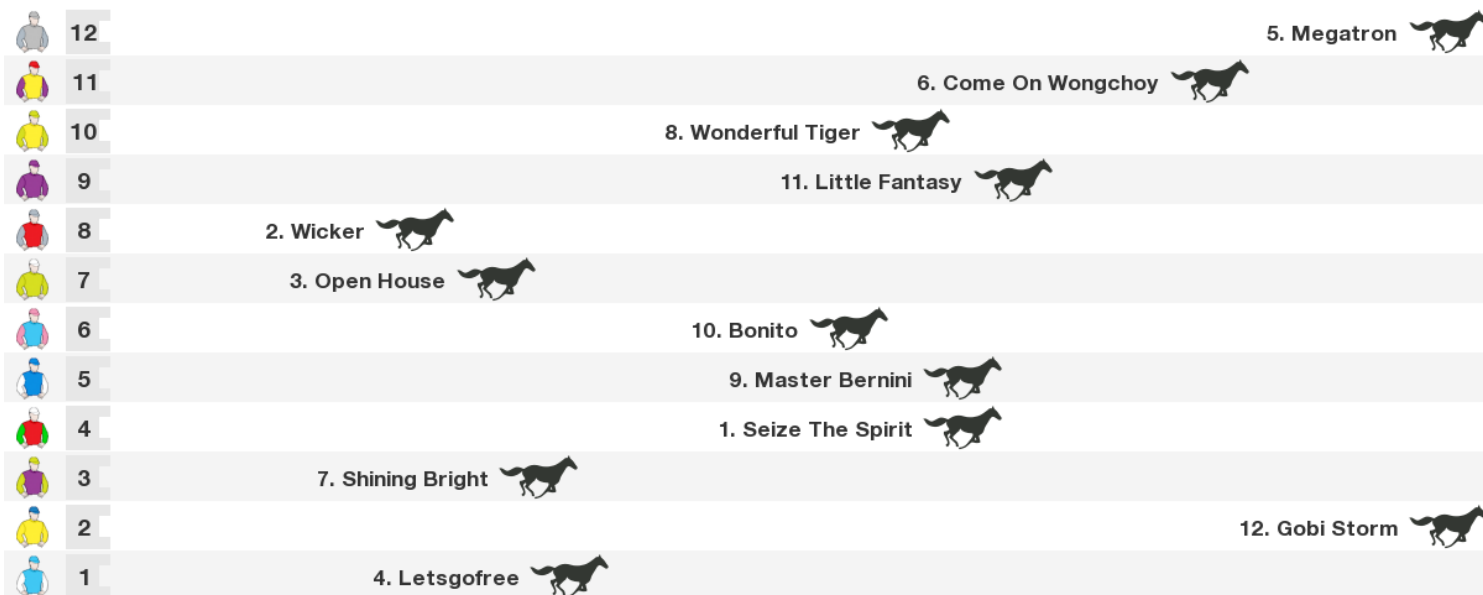 12 5. Megatron
11 6. Come On Wongchoy
10 8. Wonderful Tiger
9 11. Little Fantasy
8 2. Wicker
7 3. Open House
6 10. Bonito
5 9. Master Bernini
4 1. Seize The Spirit
3 7. Shining Bright
2 12. Gobi Storm
1 4. Letsgofree